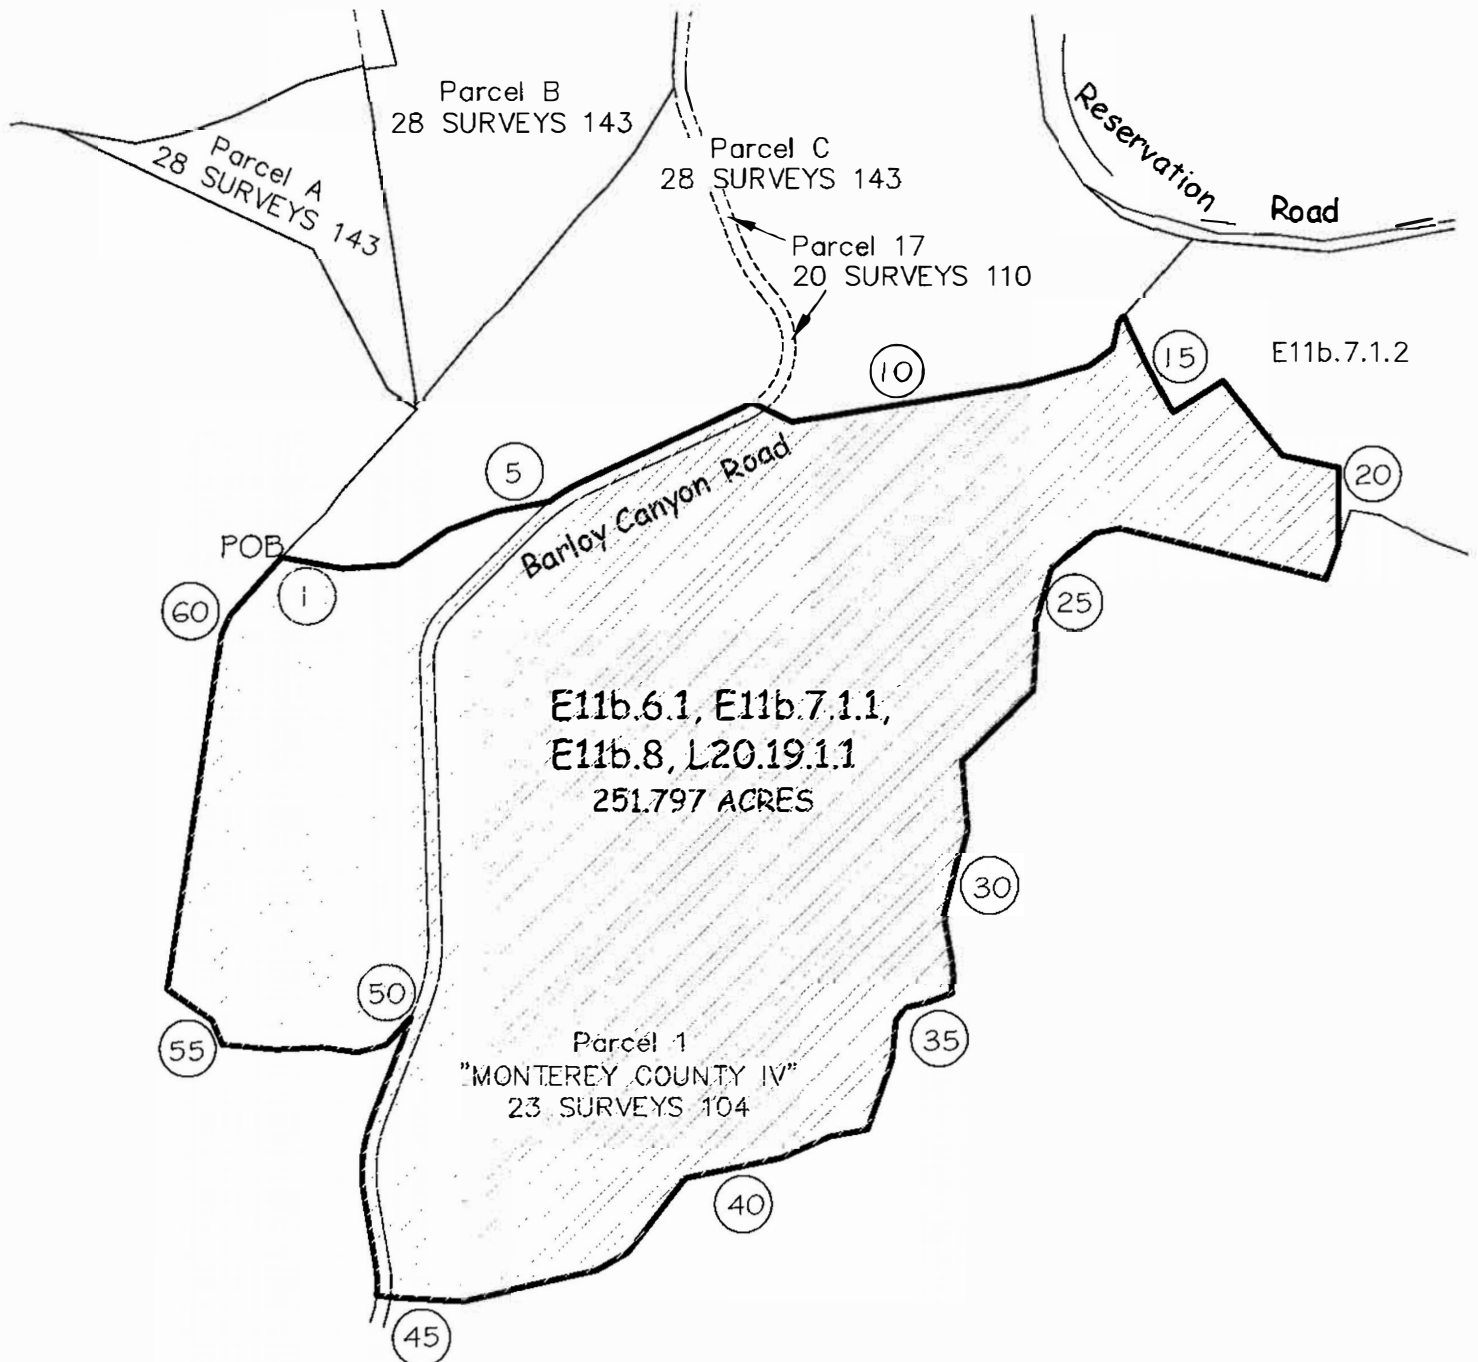 Parcel B
28 SURVEYS 143
Parcel A
28 SURVEYS 143
Parcel C
28 SURVEYS 143
Reservation Road
Parcel 17
20 SURVEYS 110
10
15
E11b.7.1.2
5
20
Barloy Canyon Road
POB
1
60
25
E11b.6.1, E11b.7.1.1,
E11b.8, L20.19.1.1
251.797 ACRES
30
50
35
55
Parcel 1
"MONTEREY COUNTY IV"
23 SURVEYS 104
40
45